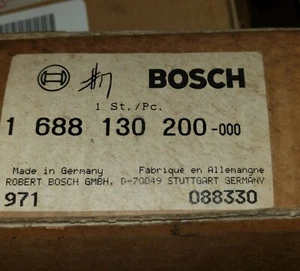 BOSCH
1 St./Pc.
1 688 130 200-000
Made in Germany Fabriqué en Allemangne
ROBERT BOSCH GMBH, D-70049 STUTTGART GERMANY
971 088330